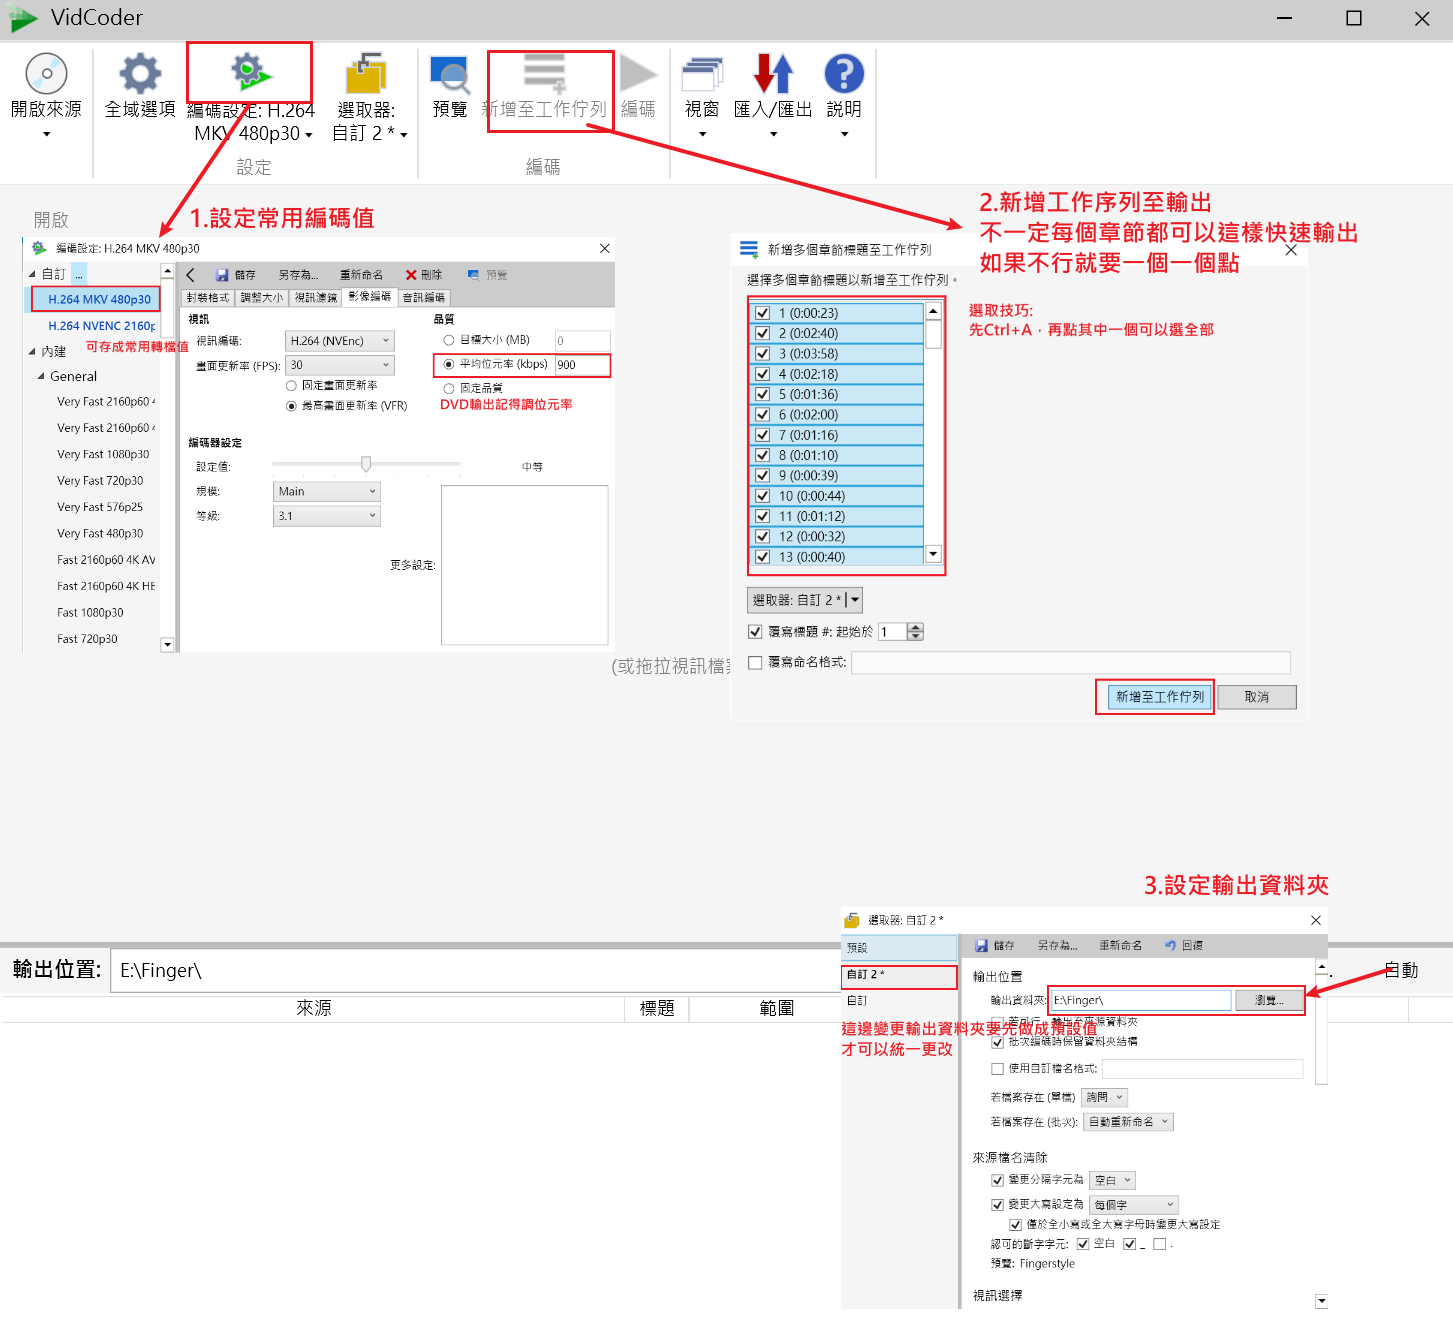 VidCoder
開啟來源
全域選項
編碼設定: H.264
MKV 480p30
選取器:
自訂 2 *
設定
預覽
新增至工作佇列
編碼
編碼
視窗
匯入/匯出
說明
開啟
1.設定常用編碼值
編碼設定: H.264 MKV 480p30
自訂
...
H.264 MKV 480p30
H.264 NVENC 2160p
可存成常用轉檔值
內建
General
Very Fast 2160p60 4
Very Fast 2160p60 4
Very Fast 1080p30
Very Fast 720p30
Very Fast 576p25
Very Fast 480p30
Fast 2160p60 4K AV
Fast 2160p60 4K HE
Fast 1080p30
Fast 720p30
儲存
另存為...
重新命名
刪除
預覽
封裝格式
調整大小
視訊濾鏡
影像編碼
音訊編碼
視訊
視訊編碼:
H.264 (NVEnc)
畫面更新率 (FPS):
30
固定畫面更新率
最高畫面更新率 (VFR)
品質
目標大小 (MB)
0
平均位元率 (kbps)
900
固定品質
DVD輸出記得調位元率
編碼器設定
設定值:
中等
規模:
Main
等級:
3.1
更多設定:
(或拖拉視訊檔案
2.新增工作序列至輸出
不一定每個章節都可以這樣快速輸出
如果不行就要一個一個點
新增多個章節標題至工作佇列
選擇多個章節標題以新增至工作佇列。
選取技巧:
先Ctrl+A，再點其中一個可以選全部
1 (0:00:23)
2 (0:02:40)
3 (0:03:58)
4 (0:02:18)
5 (0:01:36)
6 (0:02:00)
7 (0:01:16)
8 (0:01:10)
9 (0:00:39)
10 (0:00:44)
11 (0:01:12)
12 (0:00:32)
13 (0:00:40)
選取器: 自訂 2 *
覆寫標題 #: 起始於 1
覆寫命名格式:
新增至工作佇列
取消
3.設定輸出資料夾
輸出位置:
E:\Finger\
自動
來源
標題
範圍
選取器: 自訂 2 *
預設
自訂 2 *
自訂
這邊變更輸出資料夾要先做成預設值
才可以統一更改
儲存
另存為...
重新命名
回復
輸出位置
輸出資料夾:
E:\Finger\
瀏覽...
若可行，輸出至來源資料夾
批次編碼時保留資料夾結構
使用自訂檔名格式:
若檔案存在 (單檔)
詢問
若檔案存在 (批次):
自動重新命名
來源檔名清除
變更分隔字元為
空白
變更大寫設定為
每個字
僅於全小寫或全大寫字母時變更大寫設定
認可的斷字字元:
空白
_
.
預覽: Fingerstyle
視訊選擇